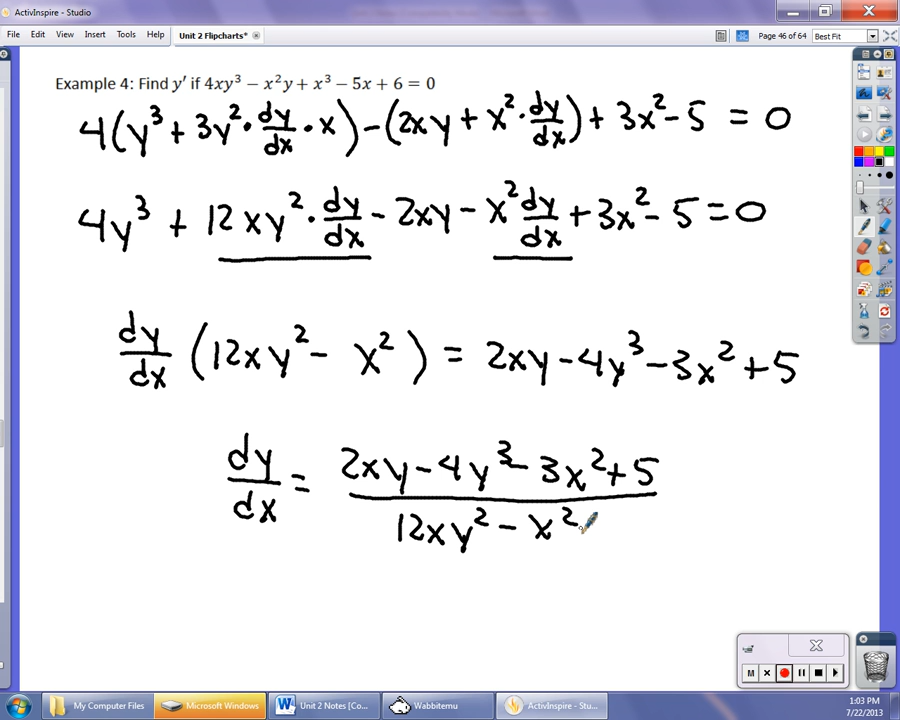 ActivInspire - Studio
File Edit View Insert Tools Help Unit 2 Flipcharts* Page 46 of 64 Best Fit
Example 4: Find y′ if 4xy³ − x²y + x³ − 5x + 6 = 0
4(y³ + 3y² · dy/dx · x) − (2xy + x² · dy/dx) + 3x² − 5 = 0
4y³ + 12xy² · dy/dx − 2xy − x² dy/dx + 3x² − 5 = 0
dy/dx (12xy² − x²) = 2xy − 4y³ − 3x² + 5
dy/dx = (2xy − 4y³ − 3x² + 5)/(12xy² − x²)
M
My Computer Files Microsoft Windows Unit 2 Notes [Co... Wabbitemu ActivInspire - Stu... 1:03 PM
7/22/2013